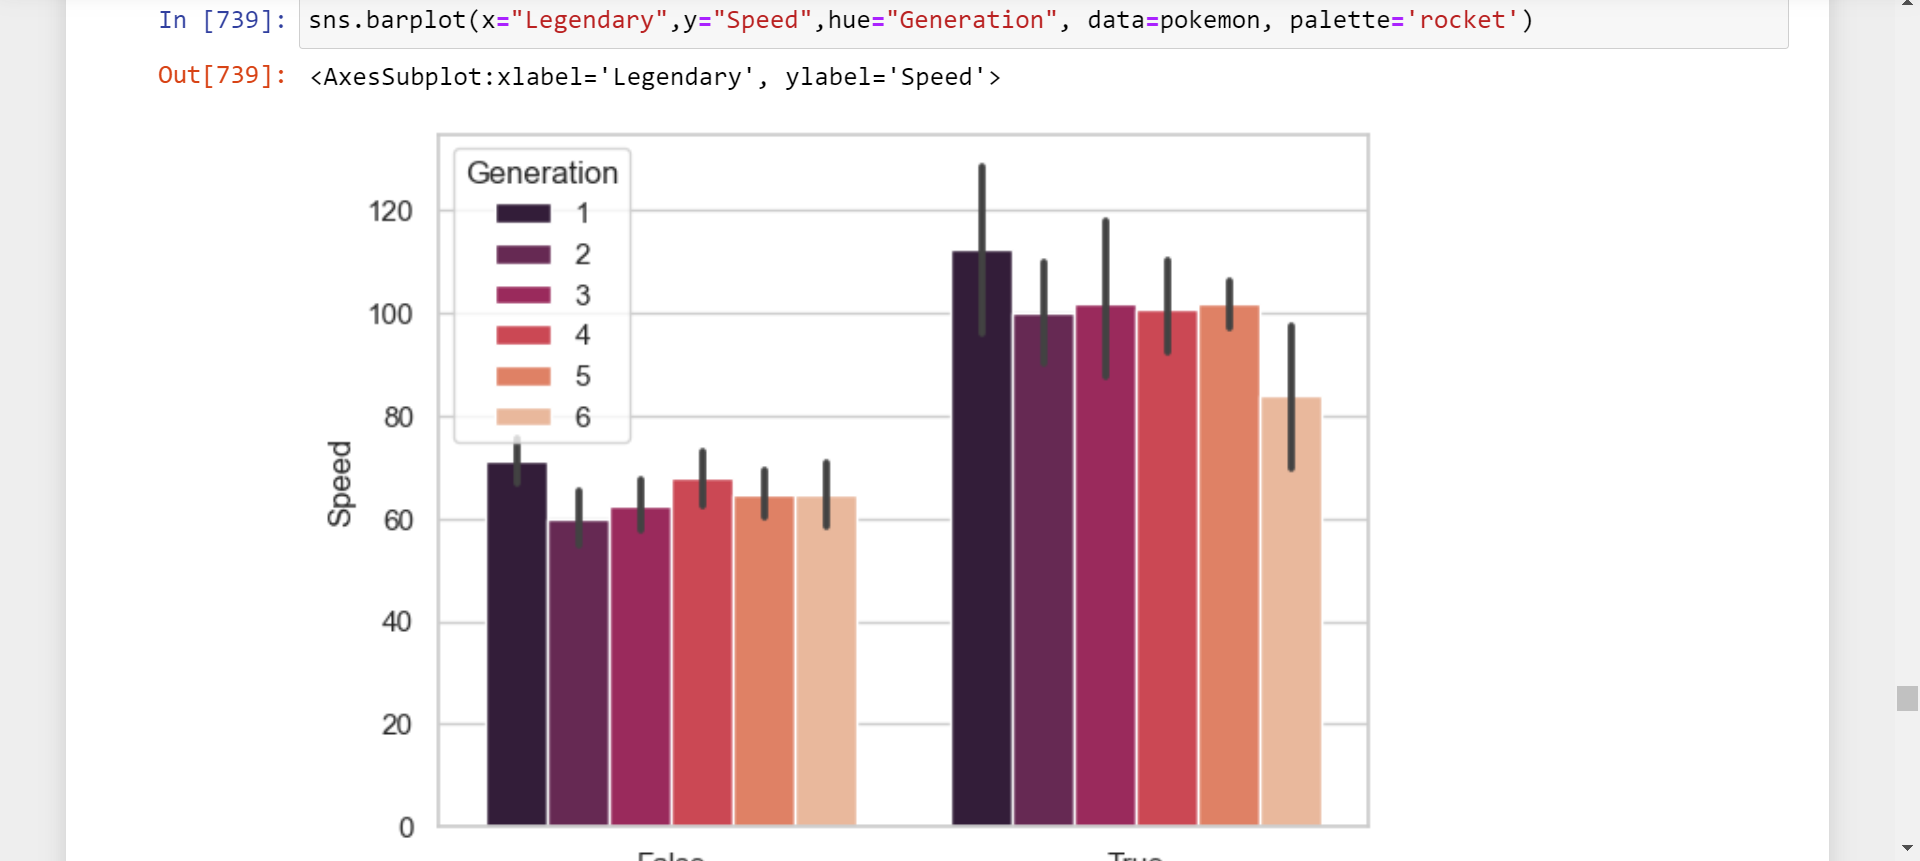 In [739]: sns.barplot(x="Legendary",y="Speed",hue="Generation", data=pokemon, palette='rocket')
Out[739]: <AxesSubplot:xlabel='Legendary', ylabel='Speed'>
Generation
1
2
3
4
5
6
120
100
80
60
40
20
0
Speed
False
True